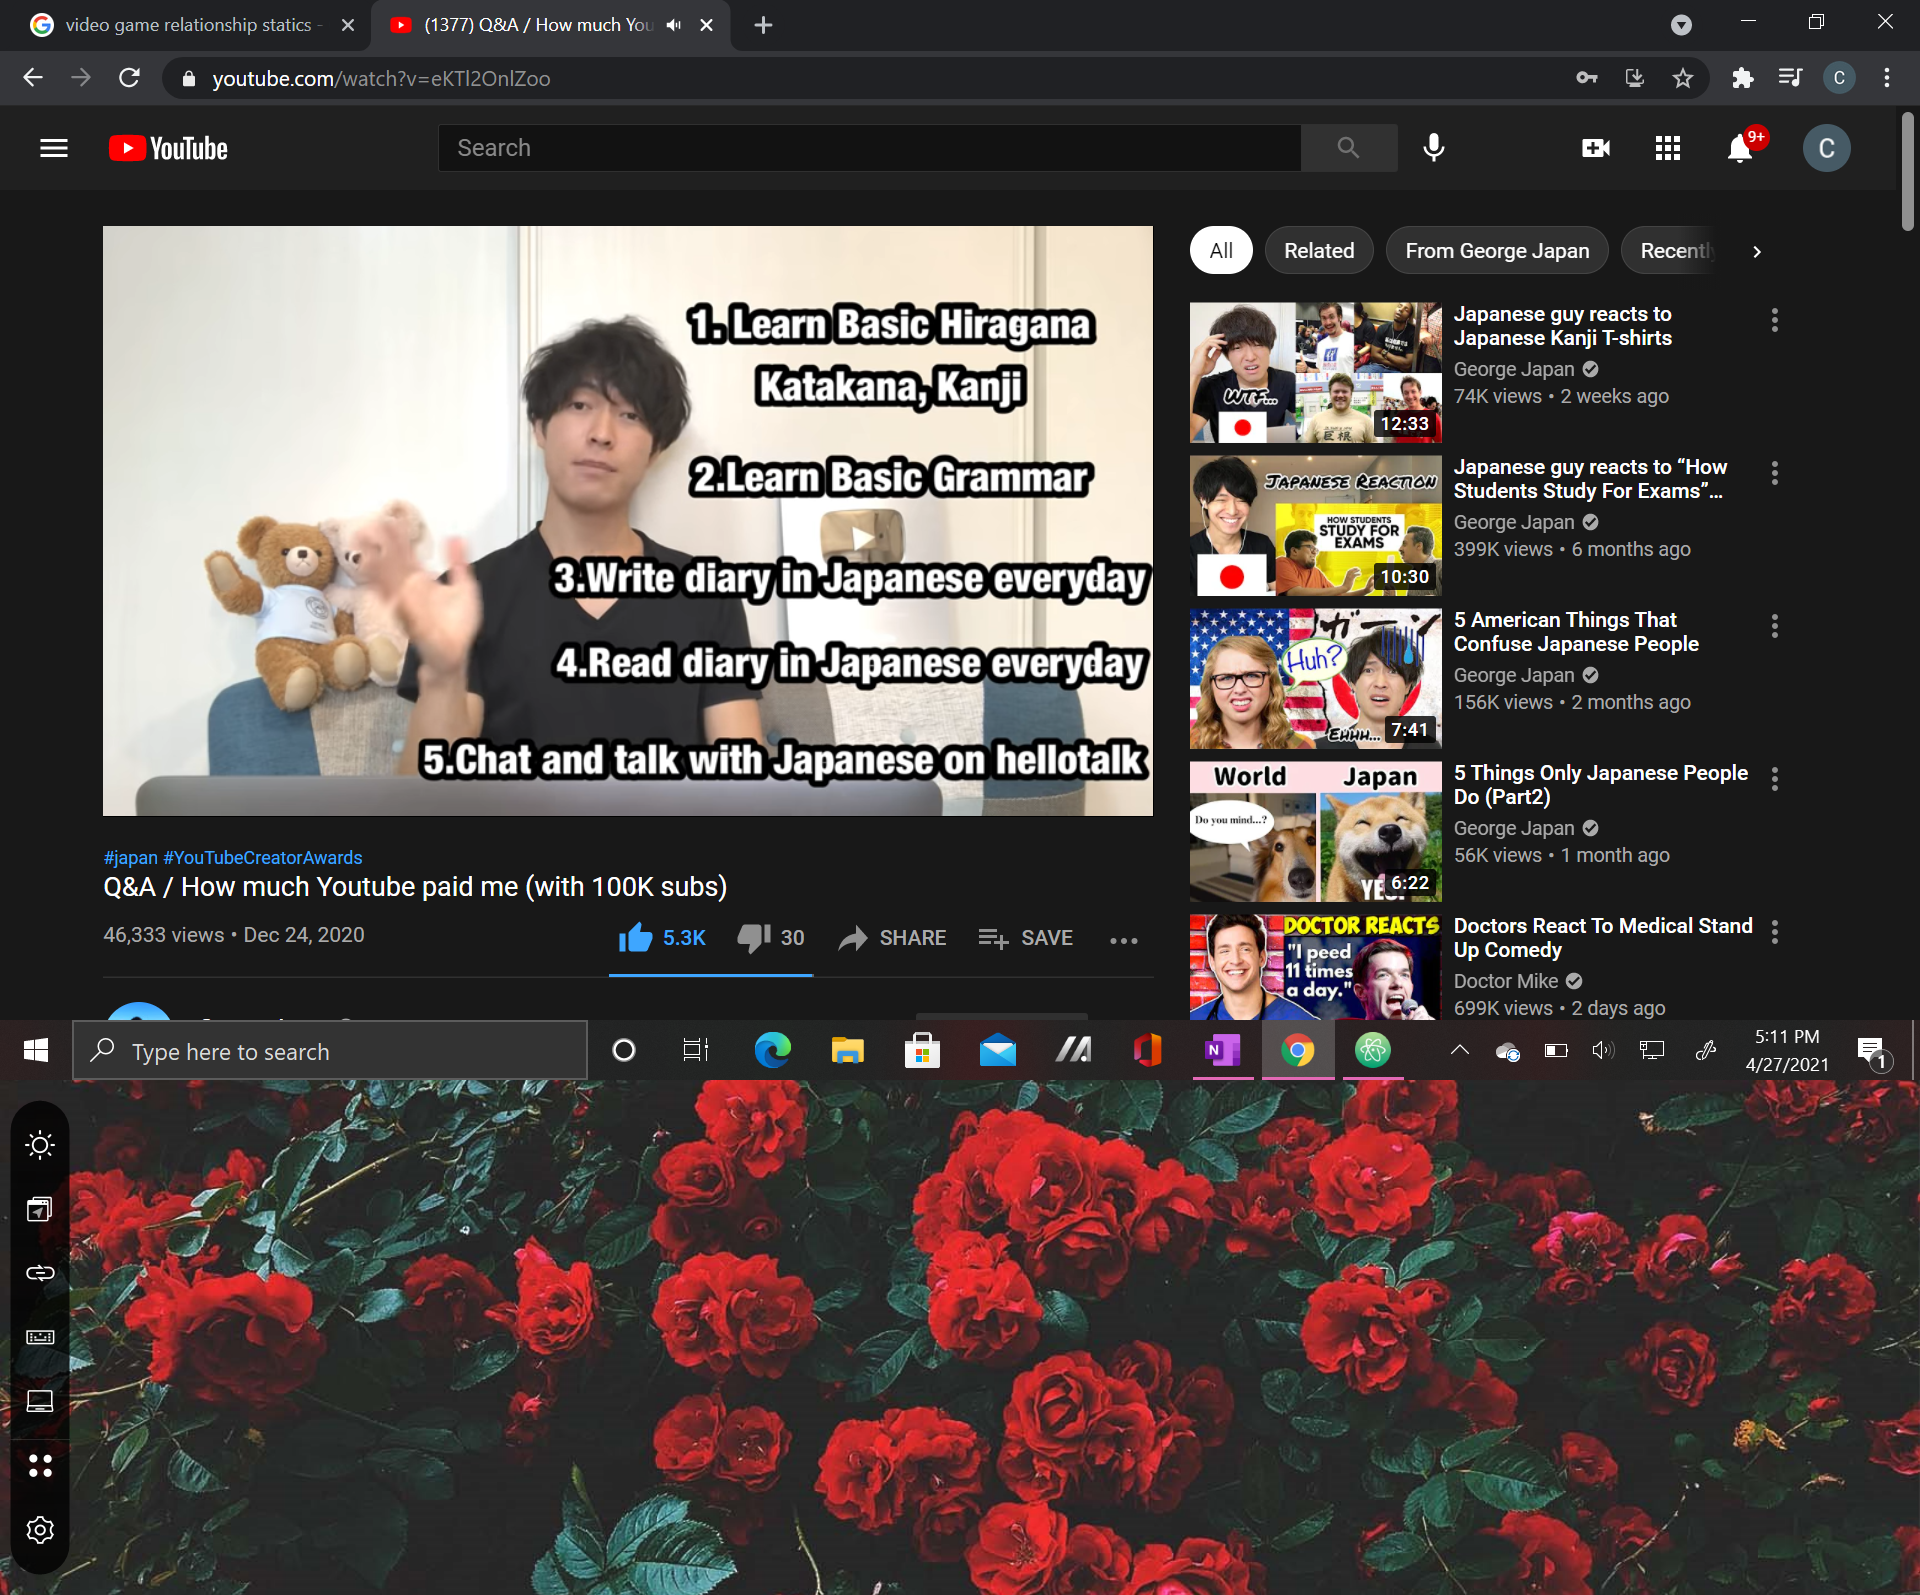 video game relationship statics -
(1377) Q&A / How much You
youtube.com/watch?v=eKTl2OnlZoo
C
YouTube
Search
9+
C
1. Learn Basic Hiragana
Katakana, Kanji
2.Learn Basic Grammar
3.Write diary in Japanese everyday
4.Read diary in Japanese everyday
5.Chat and talk with Japanese on hellotalk
#japan #YouTubeCreatorAwards
Q&A / How much Youtube paid me (with 100K subs)
46,333 views • Dec 24, 2020
5.3K
30
SHARE
SAVE
All
Related
From George Japan
Recently
WTF...
巨根
12:33
Japanese guy reacts to
Japanese Kanji T-shirts
George Japan
74K views • 2 weeks ago
JAPANESE REACTION
HOW STUDENTS
STUDY FOR
EXAMS
10:30
Japanese guy reacts to “How
Students Study For Exams”...
George Japan
399K views • 6 months ago
ガーン
Huh?
EHHH...
7:41
5 American Things That
Confuse Japanese People
George Japan
156K views • 2 months ago
World
Japan
Do you mind...?
YES!
6:22
5 Things Only Japanese People
Do (Part2)
George Japan
56K views • 1 month ago
DOCTOR REACTS
"I peed
11 times
a day."
Doctors React To Medical Stand
Up Comedy
Doctor Mike
699K views • 2 days ago
Type here to search
N
5:11 PM
4/27/2021
1